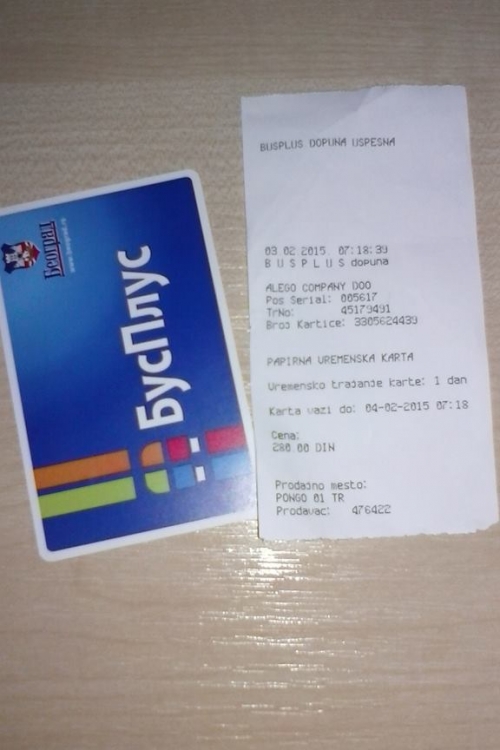 Београд
www.beograd.rs
БусПлус
BUSPLUS DOPUNA USPESNA
03.02.2015. 07:18:39
B U S P L U S dopuna
ALEGO COMPANY DOO
Pos Serial: 005617
TrNo: 45179491
Broj Kartice: 3305624439
PAPIRNA VREMENSKA KARTA
Vremensko trajanje karte: 1 dan
Karta vazi do: 04-02-2015 07:18
Cena:
280.00 DIN
Prodajno mesto:
PONGO 01 TR
Prodavac: 476422